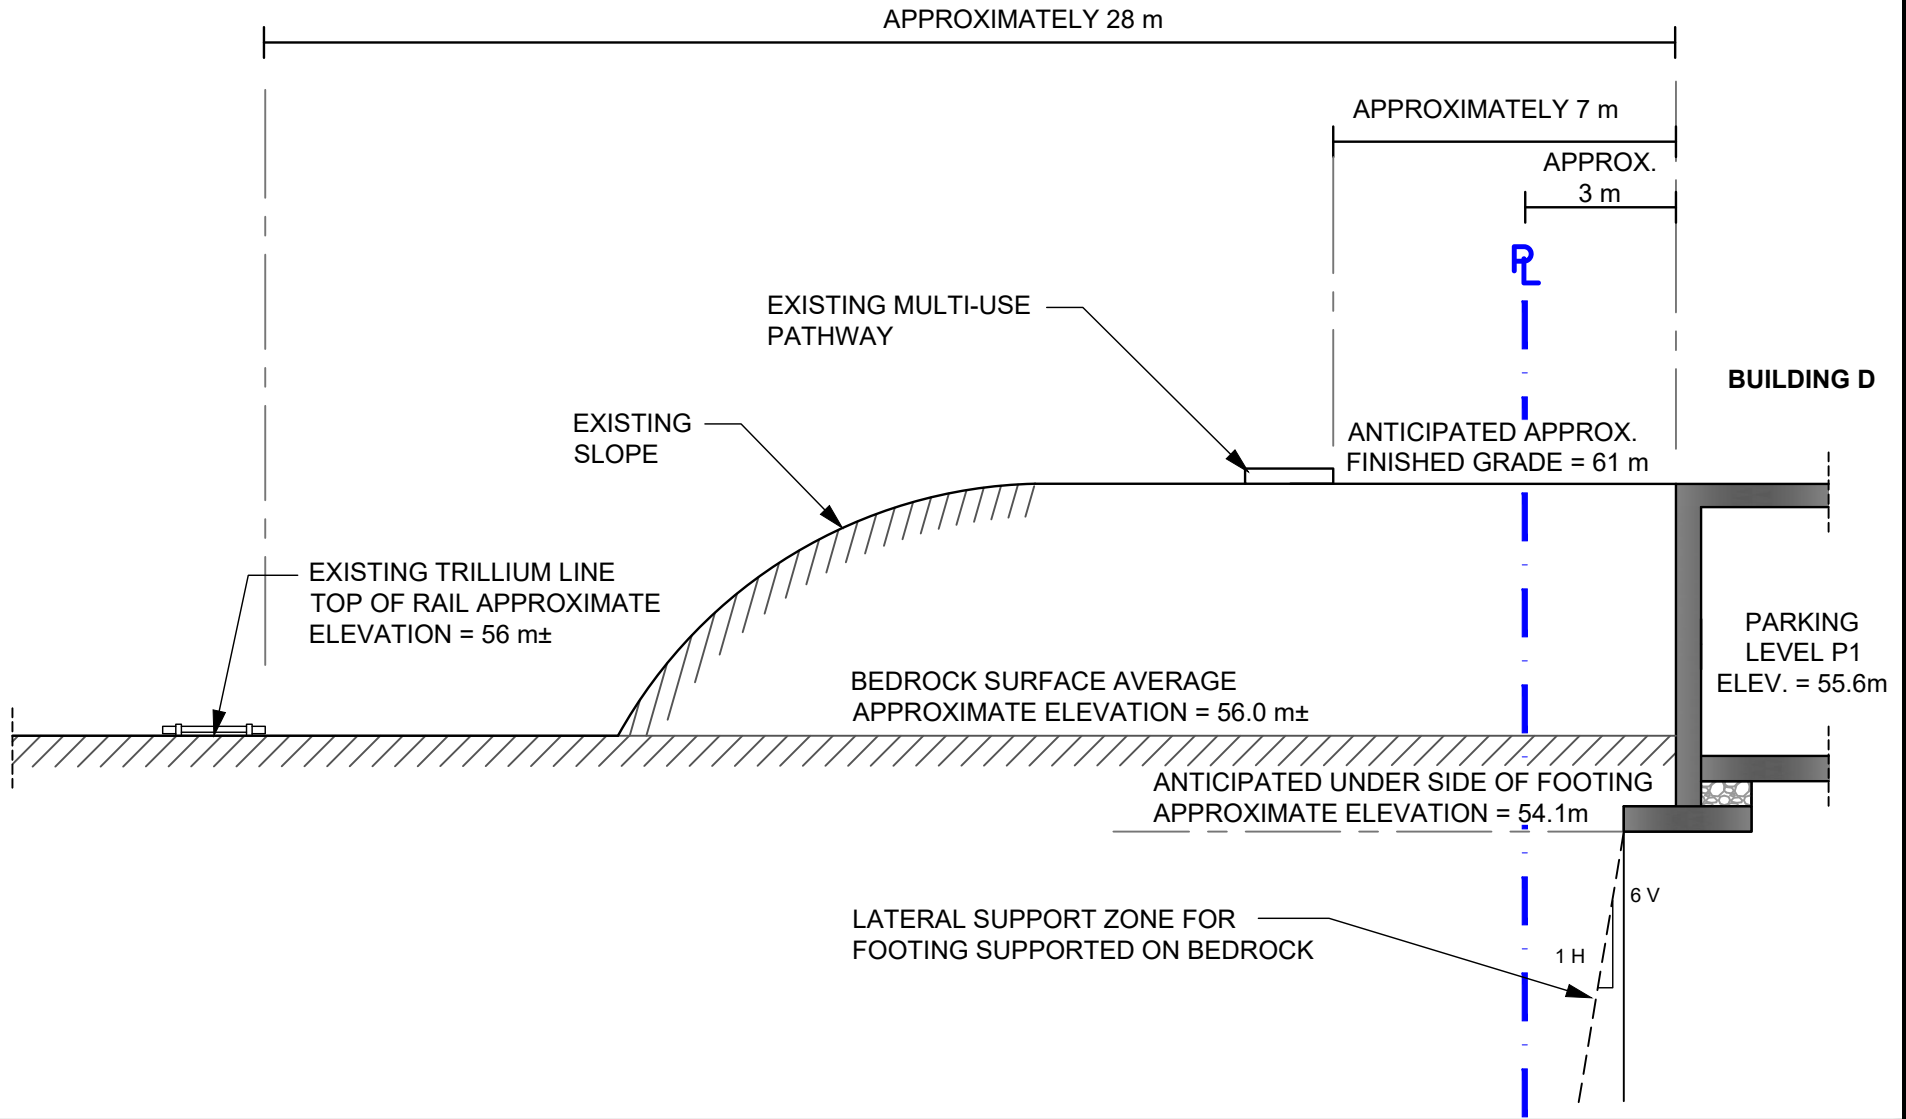 APPROXIMATELY 28 m
APPROXIMATELY 7 m
APPROX.
3 m
PL
EXISTING MULTI-USE
PATHWAY
BUILDING D
EXISTING
SLOPE
ANTICIPATED APPROX.
FINISHED GRADE = 61 m
EXISTING TRILLIUM LINE
TOP OF RAIL APPROXIMATE
ELEVATION = 56 m±
PARKING
LEVEL P1
ELEV. = 55.6m
BEDROCK SURFACE AVERAGE
APPROXIMATE ELEVATION = 56.0 m±
ANTICIPATED UNDER SIDE OF FOOTING
APPROXIMATE ELEVATION = 54.1m
6 V
LATERAL SUPPORT ZONE FOR
FOOTING SUPPORTED ON BEDROCK
1 H